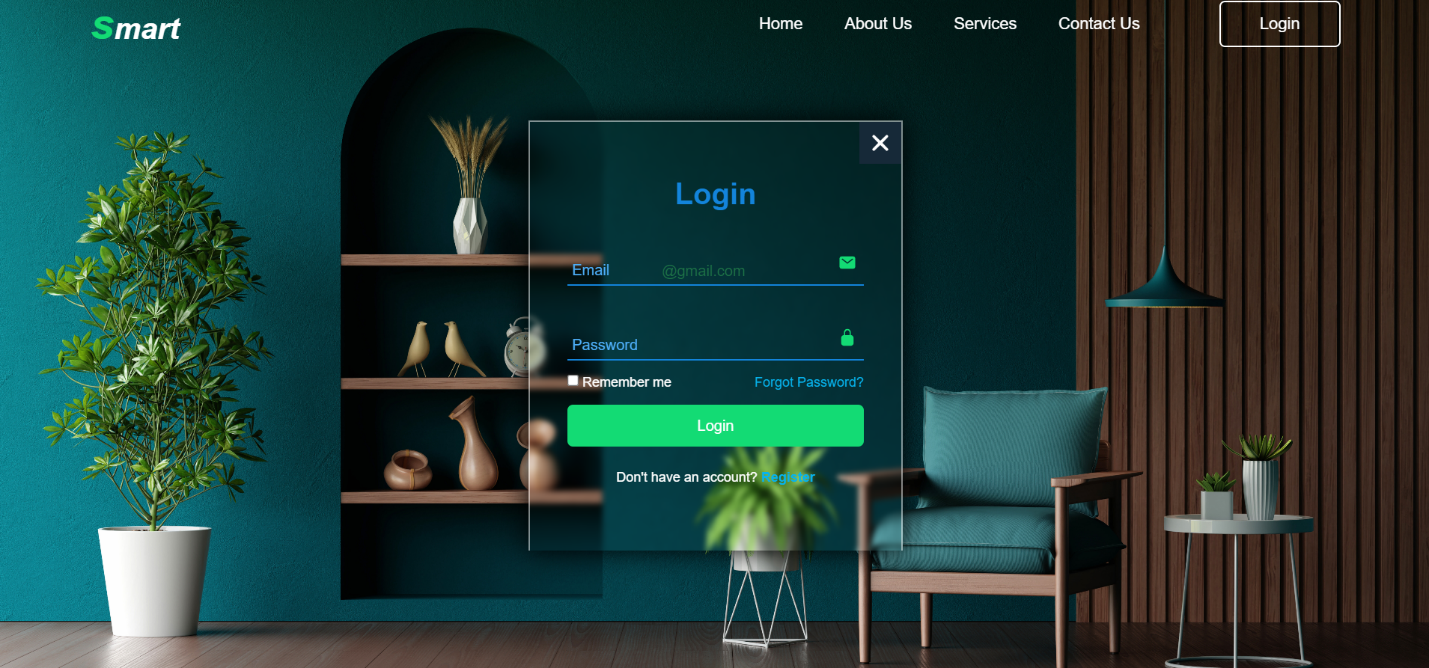 Smart
Home About Us Services Contact Us Login
Login
Email @gmail.com
Password
Remember me Forgot Password?
Login
Don't have an account? Register